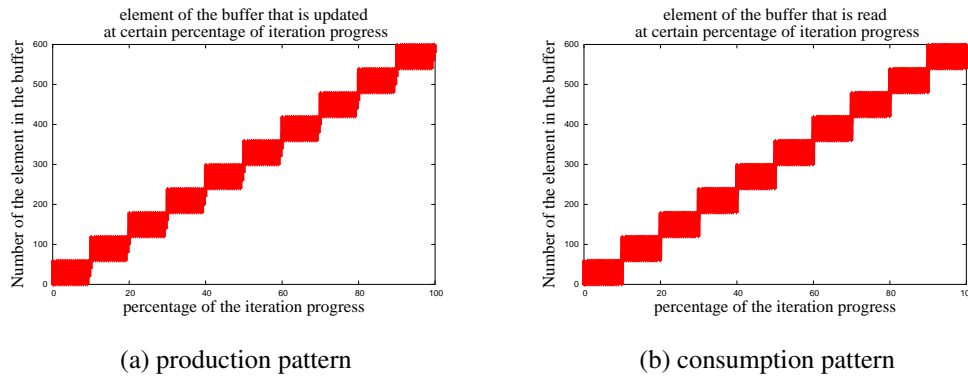 element of the buffer that is updated
at certain percentage of iteration progress
Number of the element in the buffer
600
500
400
300
200
100
0
0 20 40 60 80 100
percentage of the iteration progress
(a) production pattern
element of the buffer that is read
at certain percentage of iteration progress
Number of the element in the buffer
600
500
400
300
200
100
0
0 20 40 60 80 100
percentage of the iteration progress
(b) consumption pattern